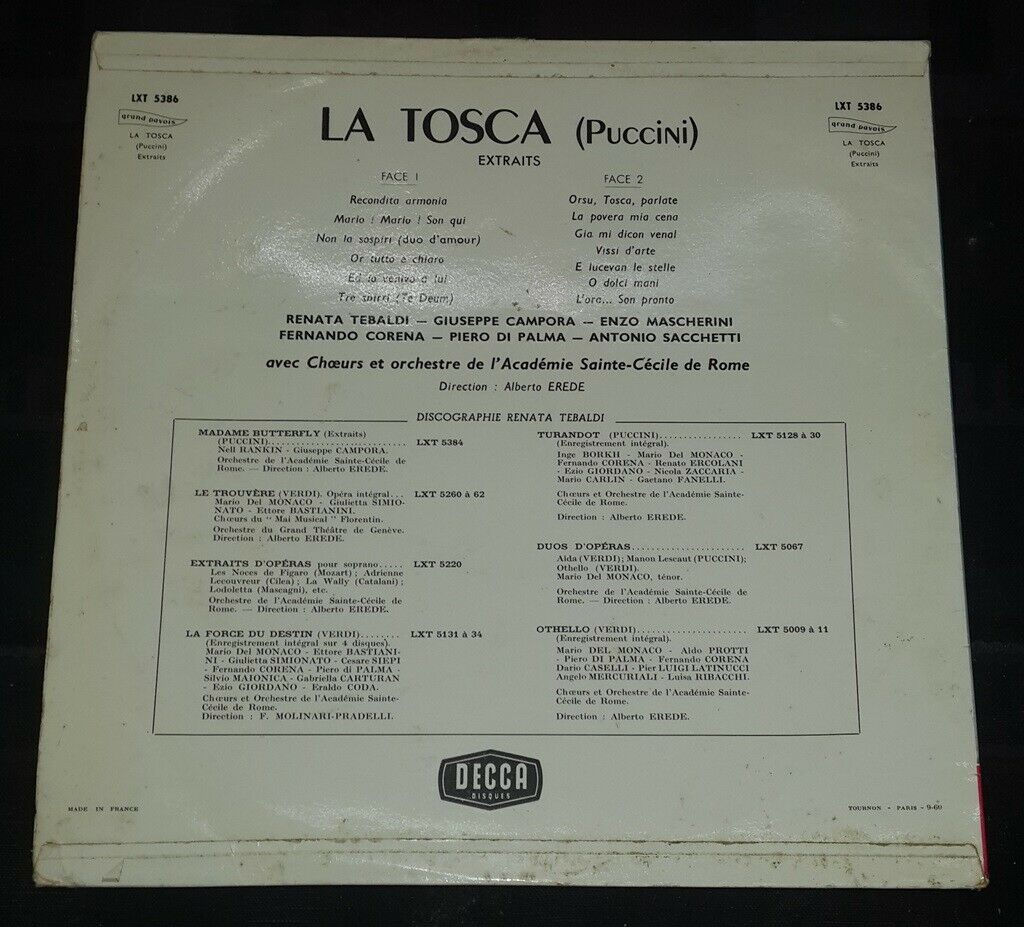 LXT 5386
grand pavois
LA TOSCA
(Puccini)
Extraits
LXT 5386
grand pavois
LA TOSCA
(Puccini)
Extraits
LA TOSCA (Puccini)
EXTRAITS
FACE 1
Recondita armonia
Mario ! Mario ! Son qui
Non la sospiri (duo d'amour)
Or tutto è chiaro
Ed io venivo a lui
Tre sbirri (Te Deum)
FACE 2
Orsu, Tosca, parlate
La povera mia cena
Gia mi dicon venal
Vissi d'arte
E lucevan le stelle
O dolci mani
L'ora... Son pronto
RENATA TEBALDI — GIUSEPPE CAMPORA — ENZO MASCHERINI
FERNANDO CORENA — PIERO DI PALMA — ANTONIO SACCHETTI
avec Chœurs et orchestre de l'Académie Sainte-Cécile de Rome
Direction : Alberto EREDE
DISCOGRAPHIE RENATA TEBALDI
MADAME BUTTERFLY (Extraits)
(PUCCINI)........................... LXT 5384
Nell RANKIN - Giuseppe CAMPORA.
Orchestre de l'Académie Sainte-Cécile de
Rome. — Direction : Alberto EREDE.
LE TROUVÈRE (VERDI). Opéra intégral... LXT 5260 à 62
Mario Del MONACO - Giulietta SIMIO-
NATO - Ettore BASTIANINI.
Chœurs du " Mai Musical " Florentin.
Orchestre du Grand Théâtre de Genève.
Direction : Alberto EREDE.
EXTRAITS D'OPÉRAS pour soprano..... LXT 5220
Les Noces de Figaro (Mozart) ; Adrienne
Lecouvreur (Cilea) ; La Wally (Catalani) ;
Lodoletta (Mascagni), etc.
Orchestre de l'Académie Sainte-Cécile de
Rome. — Direction : Alberto EREDE.
LA FORCE DU DESTIN (VERDI)........ LXT 5131 à 34
(Enregistrement intégral sur 4 disques).
Mario Del MONACO - Ettore BASTIANI-
NI - Giulietta SIMIONATO - Cesare SIEPI
- Fernando CORENA - Piero di PALMA -
Silvio MAIONICA - Gabriella CARTURAN
- Ezio GIORDANO - Eraldo CODA.
Chœurs et Orchestre de l'Académie Sainte-
Cécile de Rome.
Direction : F. MOLINARI-PRADELLI.
TURANDOT (PUCCINI)................ LXT 5128 à 30
(Enregistrement intégral).
Inge BORKH - Mario Del MONACO -
Fernando CORENA - Renato ERCOLANI
- Ezio GIORDANO - Nicola ZACCARIA -
Mario CARLIN - Gaetano FANELLI.
Chœurs et Orchestre de l'Académie Sainte-
Cécile de Rome.
Direction : Alberto EREDE.
DUOS D'OPÉRAS....................... LXT 5067
Aïda (VERDI); Manon Lescaut (PUCCINI);
Othello (VERDI).
Mario Del MONACO, ténor.
Orchestre de l'Académie Sainte-Cécile de
Rome. — Direction : Alberto EREDE.
OTHELLO (VERDI)...................... LXT 5009 à 11
(Enregistrement intégral).
Mario DEL MONACO - Aldo PROTTI
- Piero DI PALMA - Fernando CORENA
Dario CASELLI - Pier LUIGI LATINUCCI
Angelo MERCURIALI - Luisa RIBACCHI.
Chœurs et Orchestre de l'Académie Sainte-
Cécile de Rome.
Direction : Alberto EREDE.
DECCA
DISQUES
MADE IN FRANCE
TOURNON - PARIS - 9-60